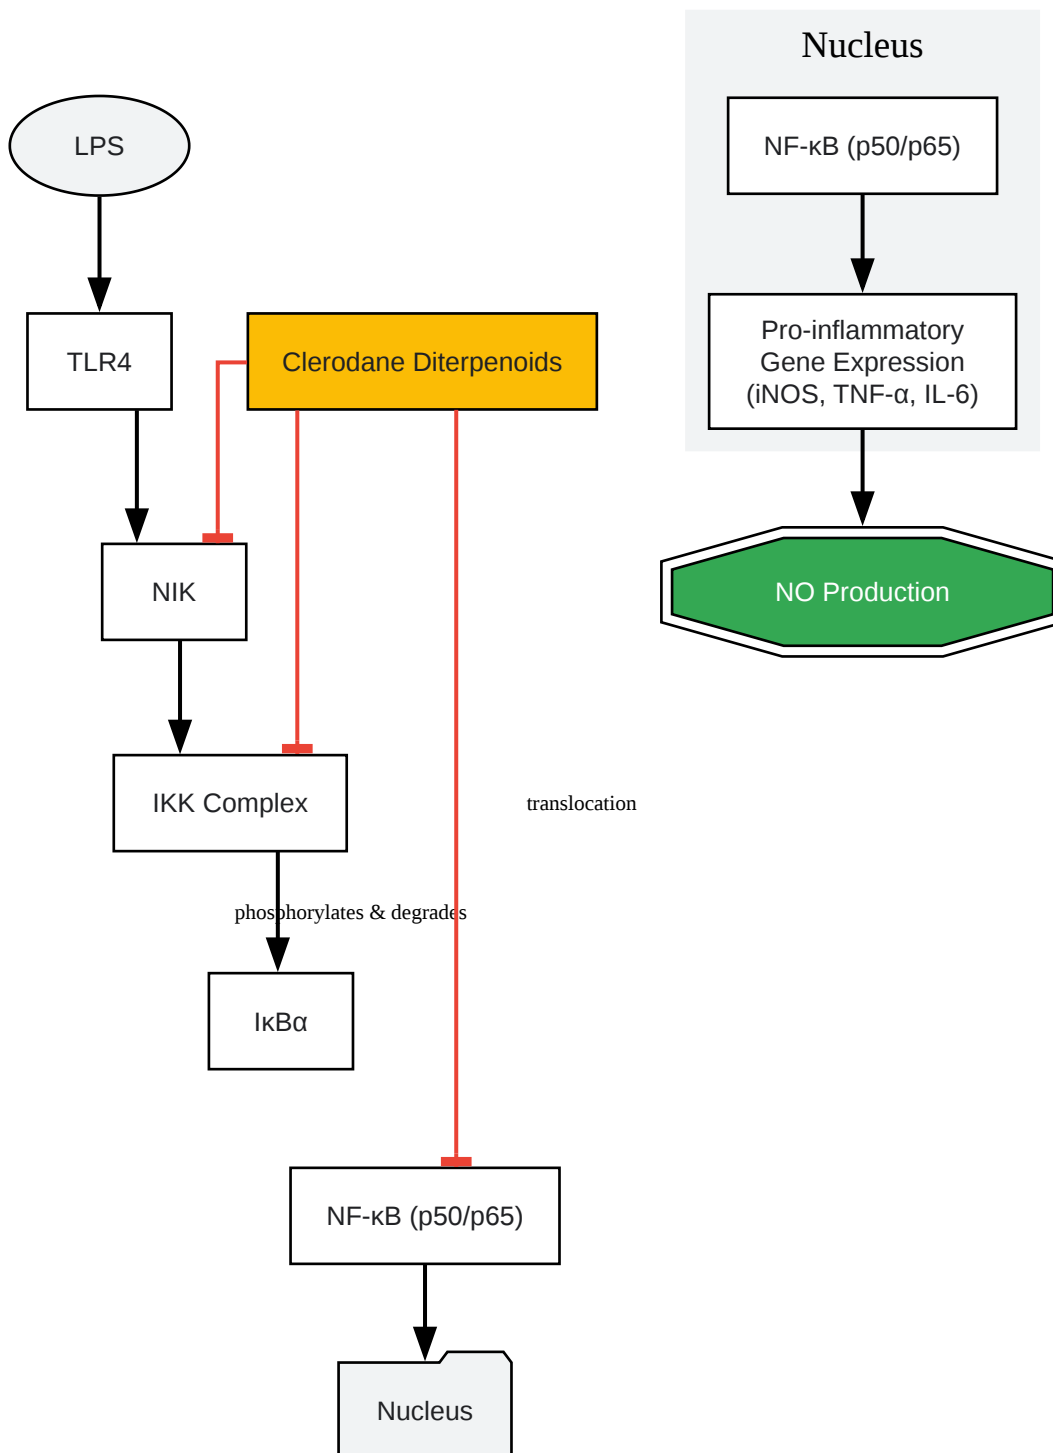 Nucleus
LPS
NF-κB (p50/p65)
TLR4
Clerodane Diterpenoids
Pro-inflammatory
Gene Expression
(iNOS, TNF-α, IL-6)
NIK
NO Production
IKK Complex
translocation
phosphorylates & degrades
IκBα
NF-κB (p50/p65)
Nucleus